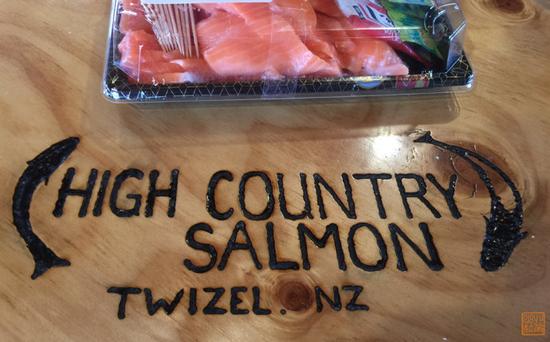 HIGH COUNTRY
SALMON
TWIZEL. NZ